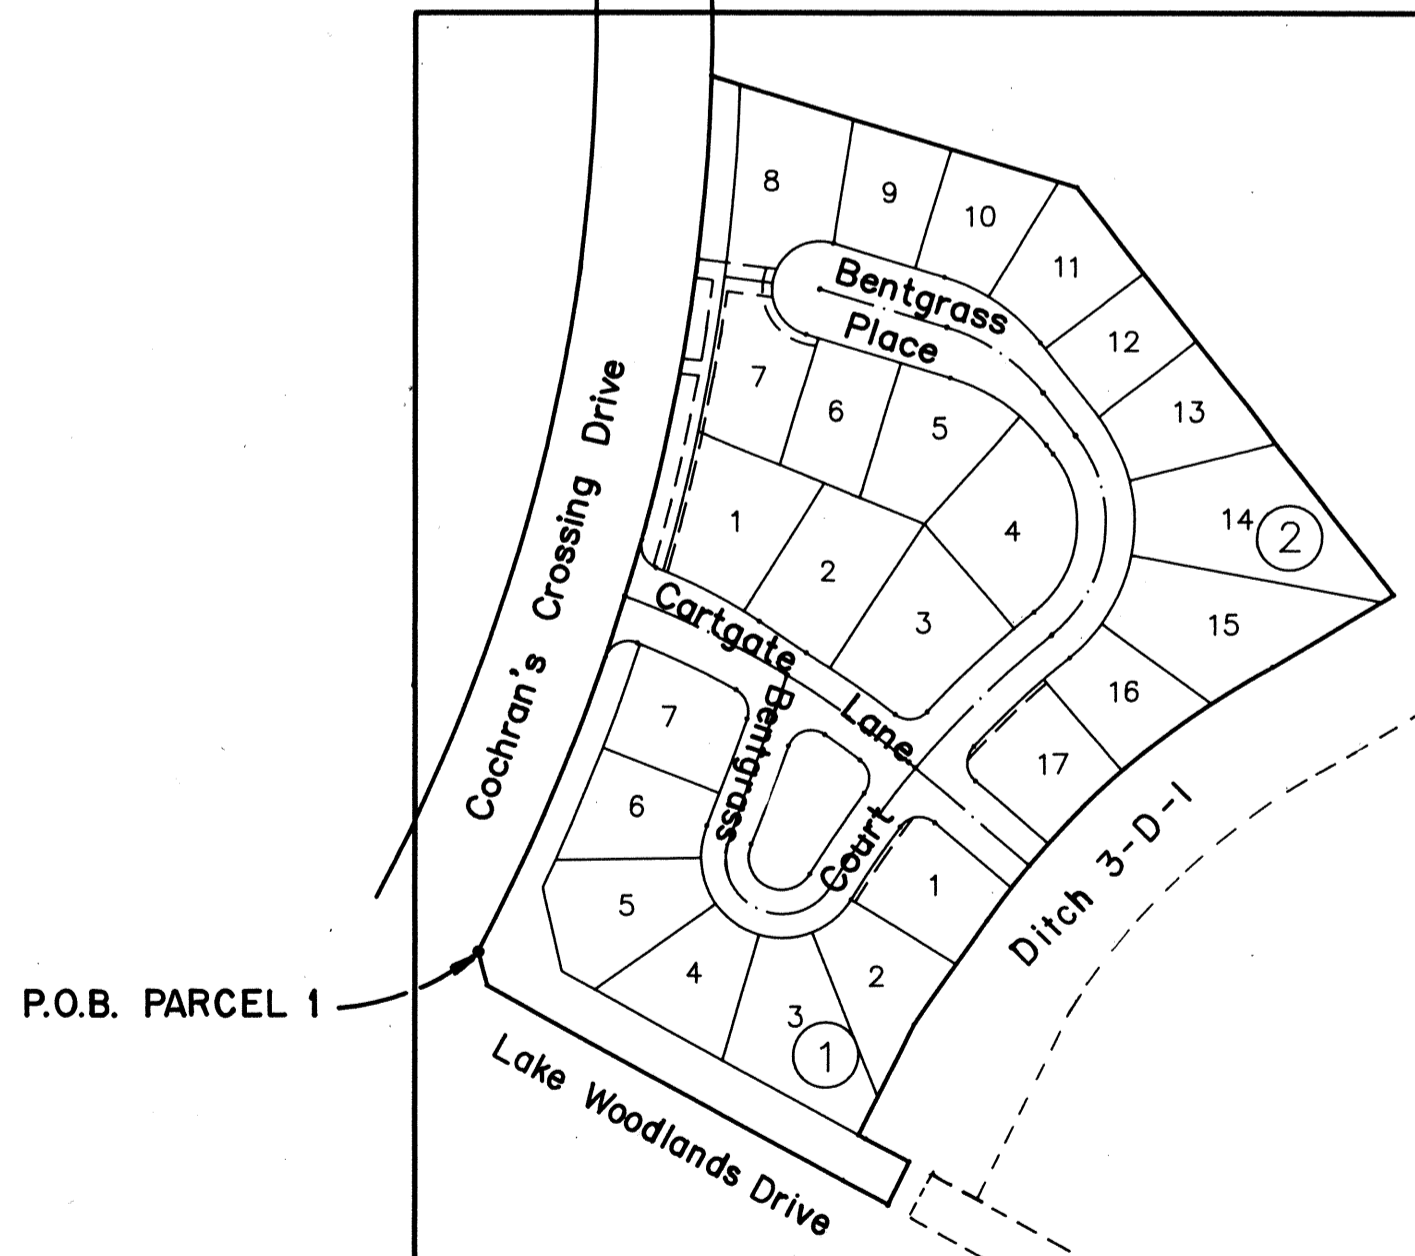 8
9
10
11
Bentgrass
Place
12
13
7
6
5
14
2
4
1
2
3
15
Cochran's Crossing Drive
Cartgate
Lane
16
17
7
Bentgrass
Court
6
1
5
Ditch 3-D-1
4
2
3
1
P.O.B. PARCEL 1
Lake Woodlands Drive